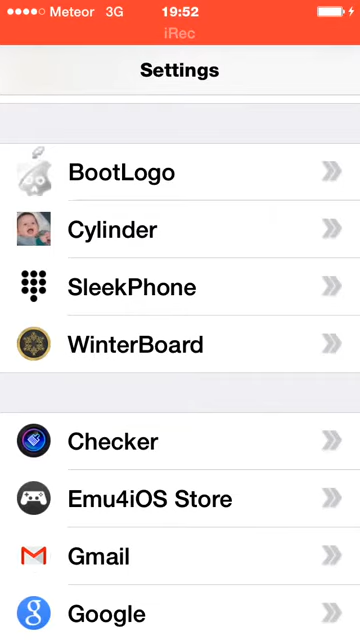 Meteor 3G 19:52
iRec
Settings
BootLogo
Cylinder
SleekPhone
WinterBoard
Checker
Emu4iOS Store
Gmail
Google